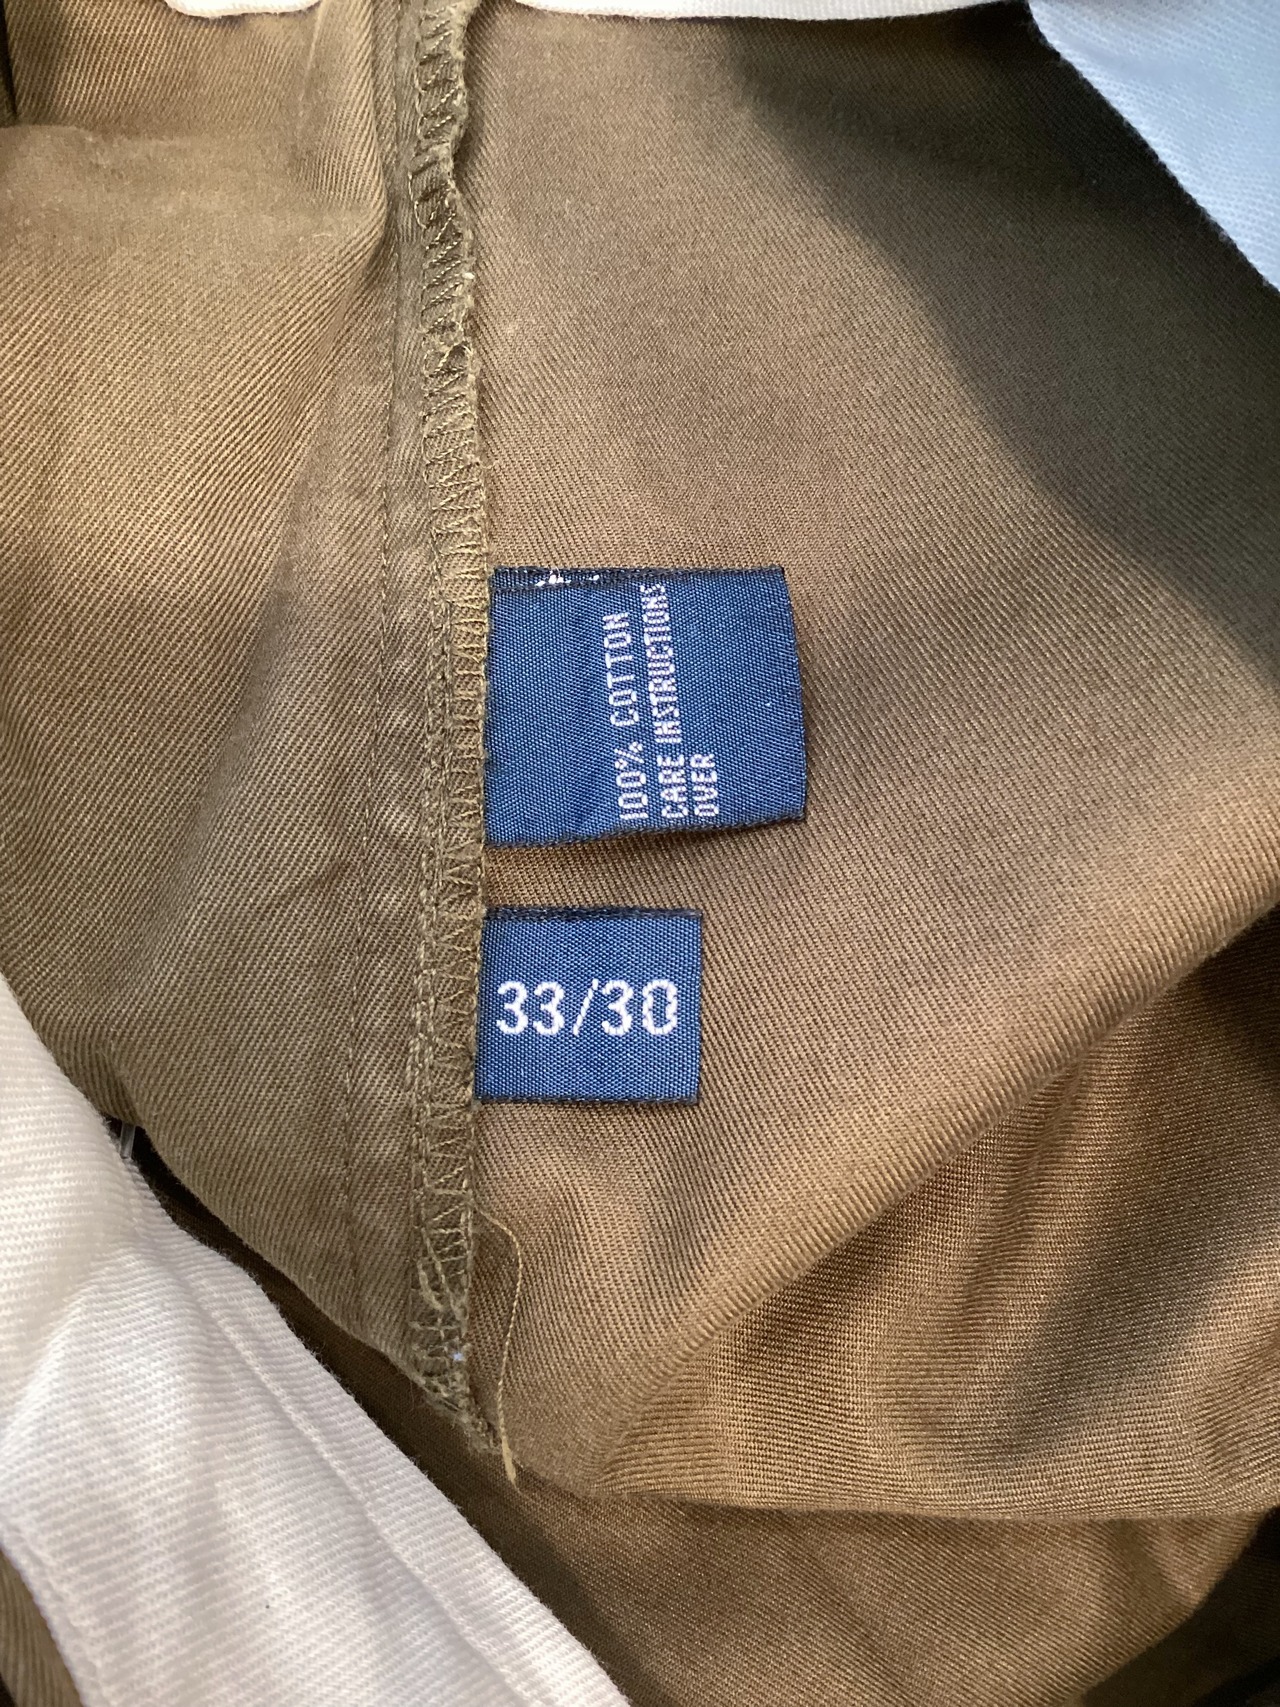 100% COTTON
CARE INSTRUCTIONS
OVER
33/30